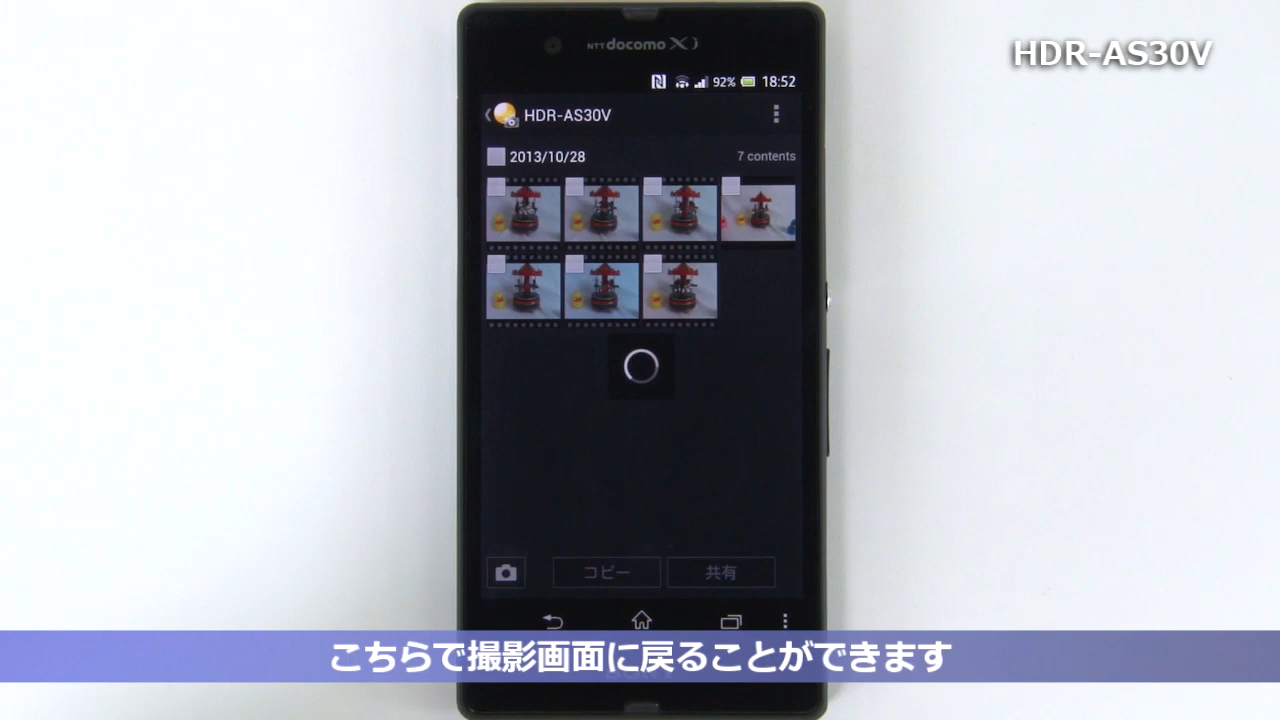 NTT docomo Xi
HDR-AS30V
92% 18:52
HDR-AS30V
2013/10/28
7 contents
コピー
共有
こちらで撮影画面に戻ることができます